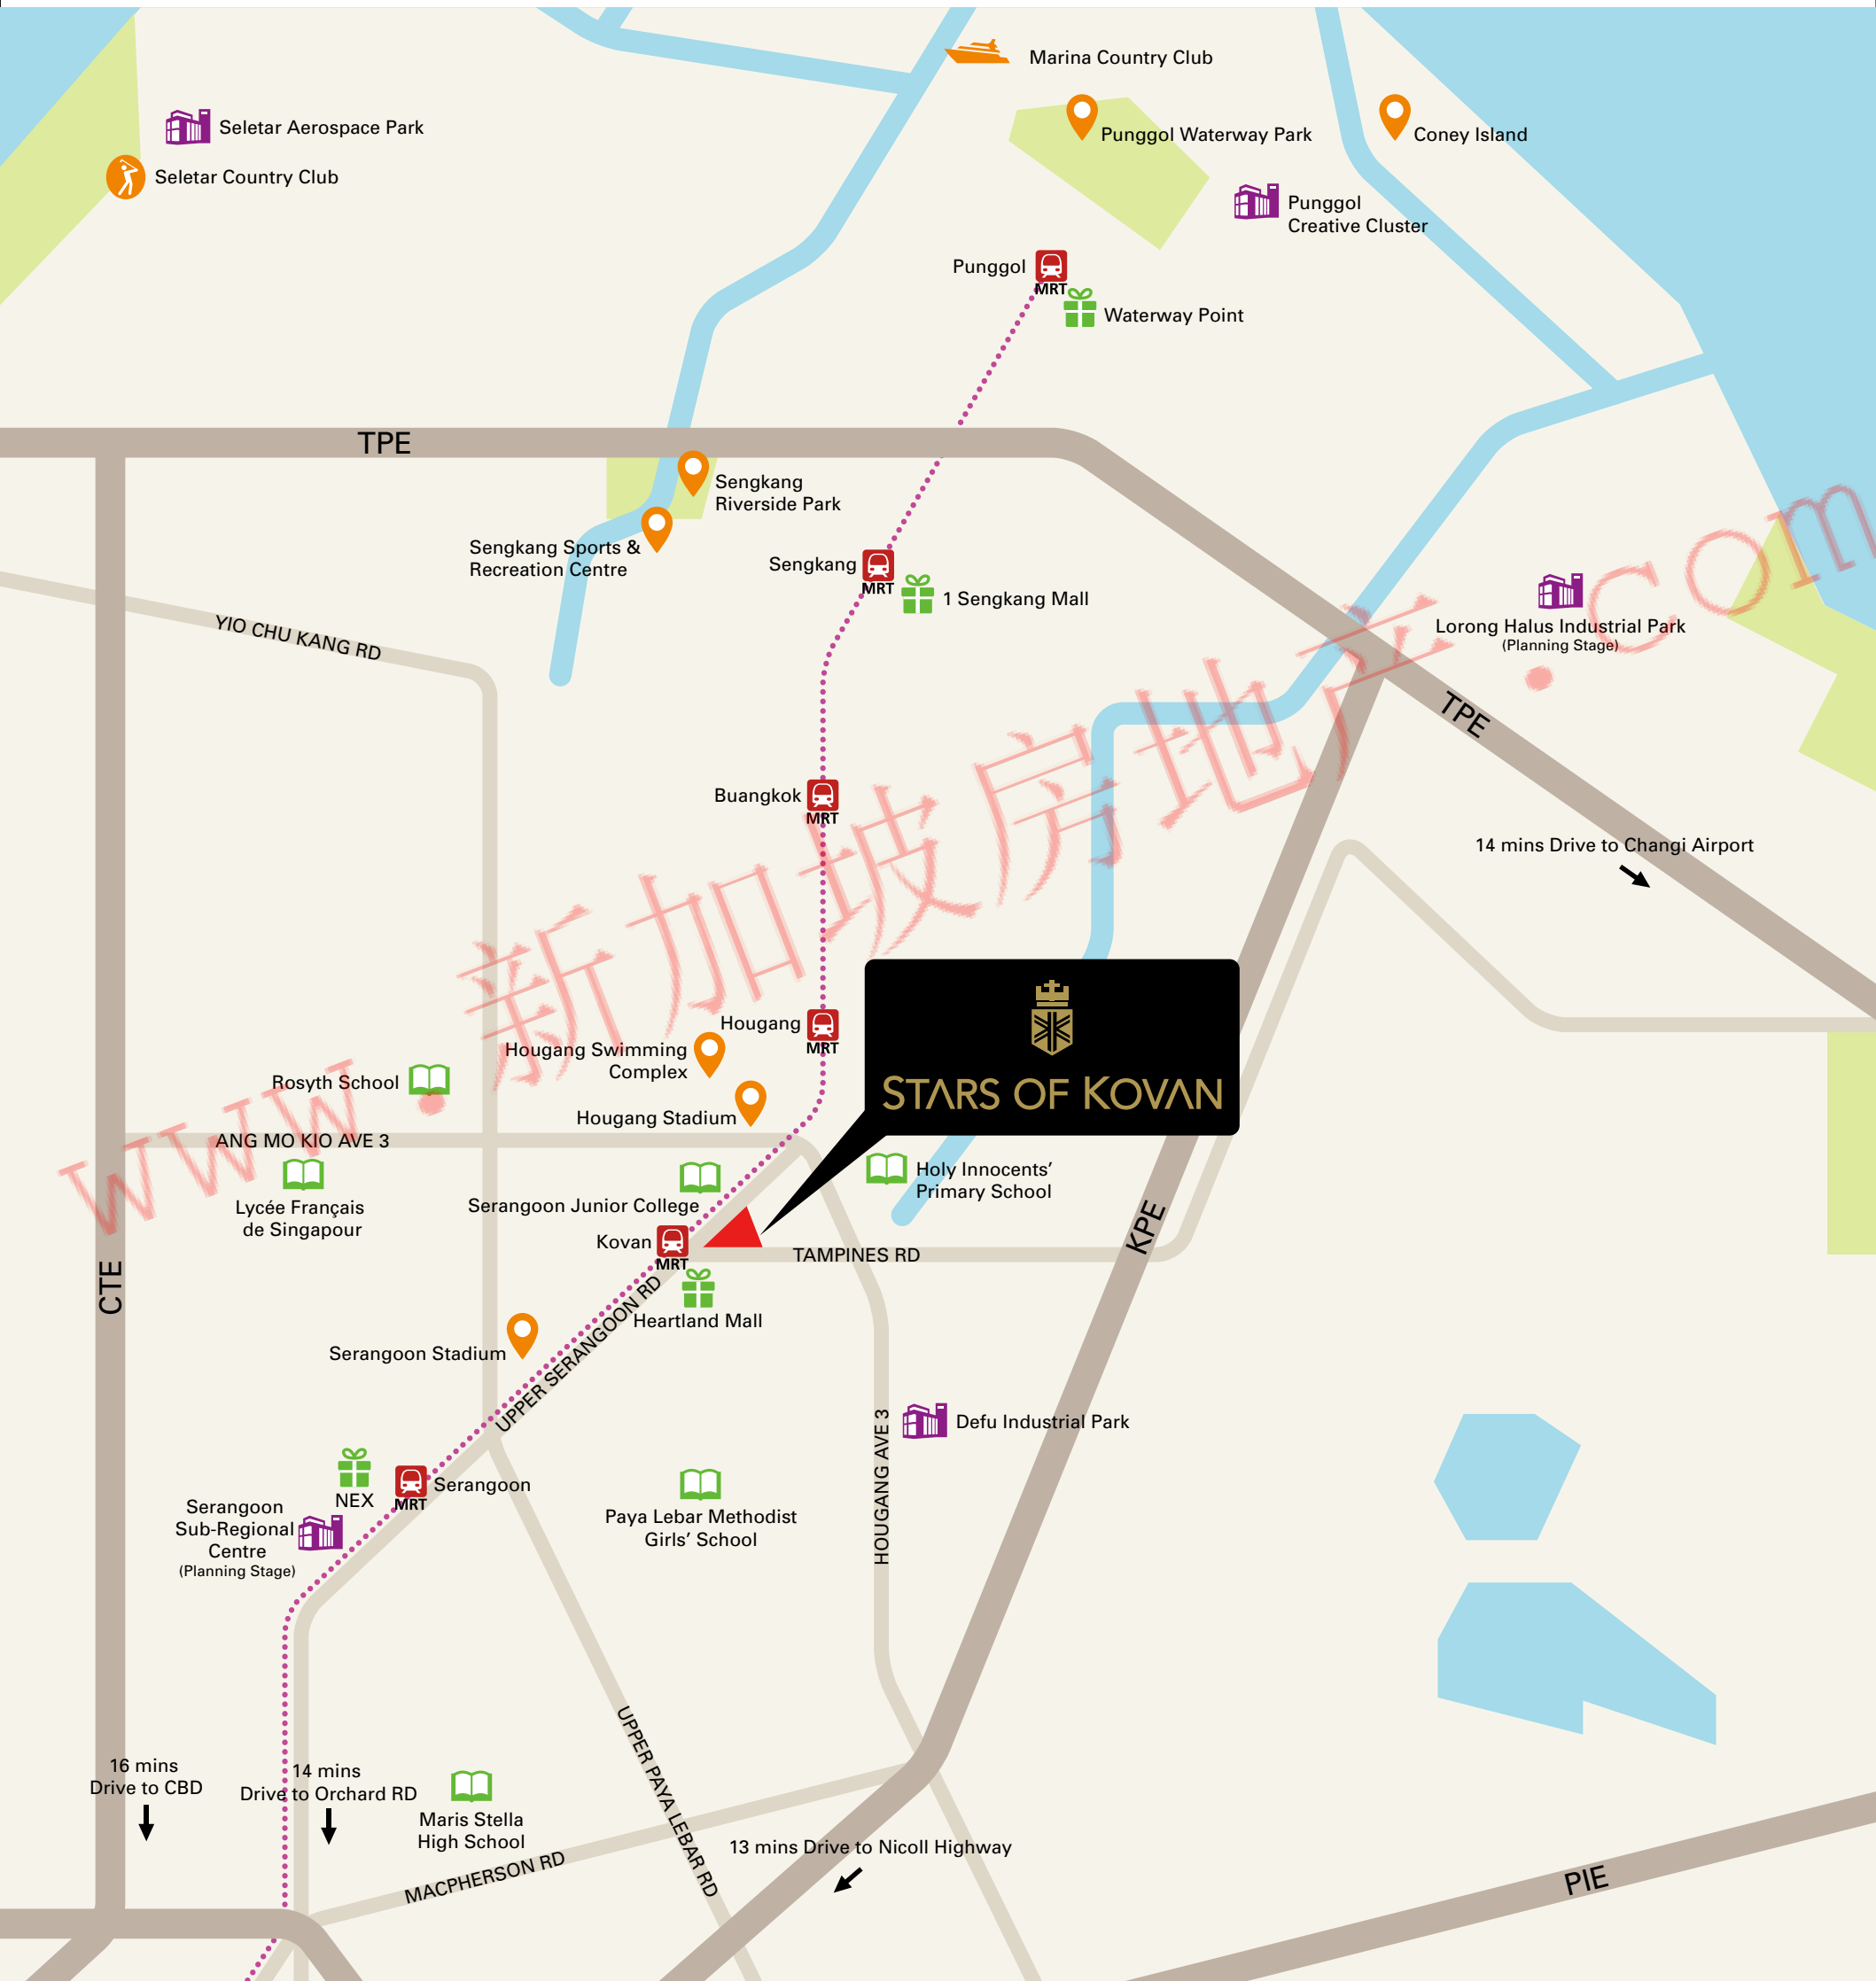 Marina Country Club
Seletar Aerospace Park
Punggol Waterway Park
Coney Island
Seletar Country Club
Punggol
Creative Cluster
Punggol
MRT
Waterway Point
TPE
Sengkang
Riverside Park
Sengkang Sports &
Recreation Centre
Sengkang
MRT
1 Sengkang Mall
Lorong Halus Industrial Park
(Planning Stage)
YIO CHU KANG RD
TPE
Buangkok
MRT
14 mins Drive to Changi Airport
www.新加坡房地产.com
Hougang
MRT
Hougang Swimming
Complex
Rosyth School
STARS OF KOVAN
Hougang Stadium
ANG MO KIO AVE 3
Lycée Français
de Singapour
Serangoon Junior College
Holy Innocents’
Primary School
Kovan
MRT
TAMPINES RD
KPE
CTE
Heartland Mall
UPPER SERANGOON RD
Serangoon Stadium
Defu Industrial Park
HOUGANG AVE 3
NEX
MRT
Serangoon
Serangoon
Sub-Regional
Centre
(Planning Stage)
Paya Lebar Methodist
Girls’ School
16 mins
Drive to CBD
14 mins
Drive to Orchard RD
Maris Stella
High School
UPPER PAYA LEBAR RD
13 mins Drive to Nicoll Highway
MACPHERSON RD
PIE